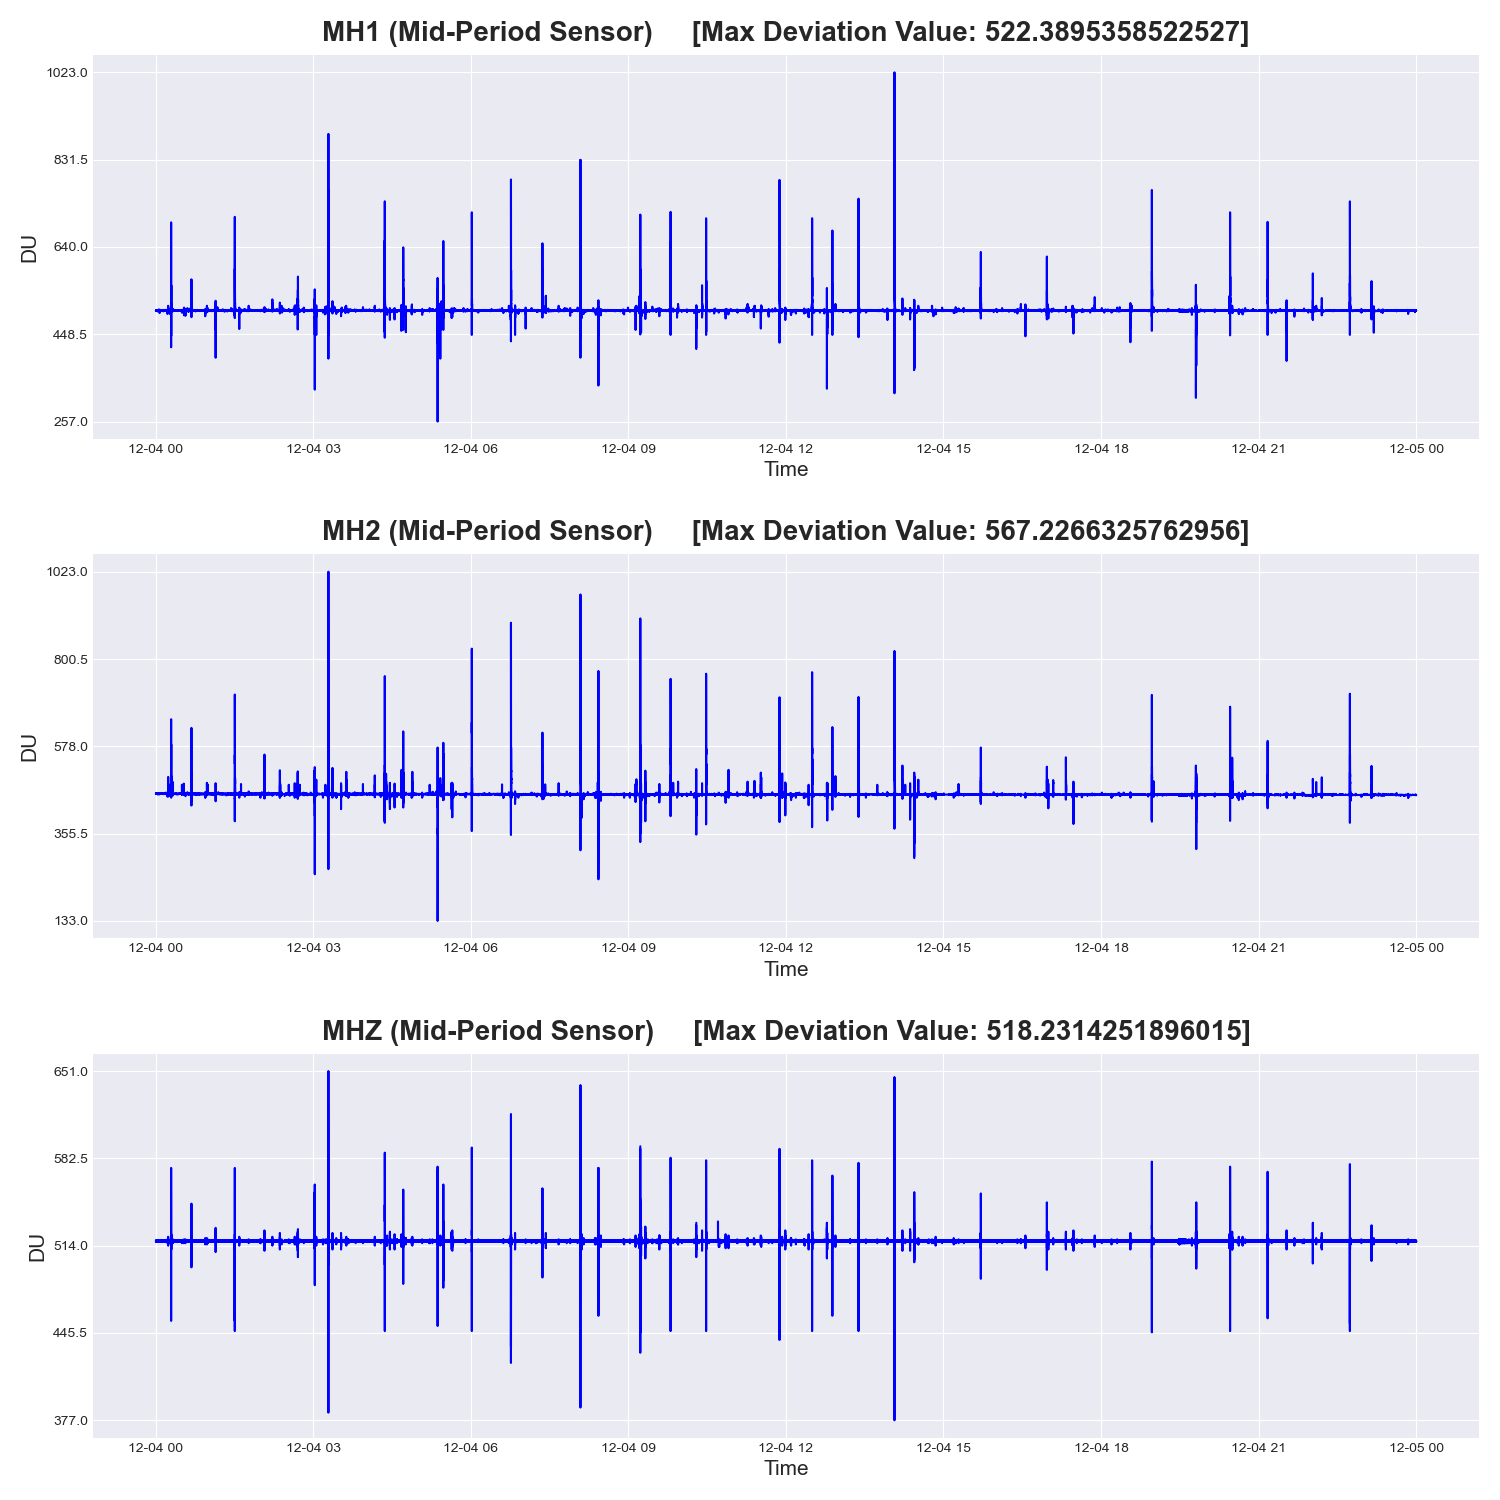 MH1 (Mid-Period Sensor) [Max Deviation Value: 522.3895358522527]
1023.0
831.5
640.0
448.5
257.0
DU
12-04 00 12-04 03 12-04 06 12-04 09 12-04 12 12-04 15 12-04 18 12-04 21 12-05 00
Time
MH2 (Mid-Period Sensor) [Max Deviation Value: 567.2266325762956]
1023.0
800.5
578.0
355.5
133.0
DU
12-04 00 12-04 03 12-04 06 12-04 09 12-04 12 12-04 15 12-04 18 12-04 21 12-05 00
Time
MHZ (Mid-Period Sensor) [Max Deviation Value: 518.2314251896015]
651.0
582.5
514.0
445.5
377.0
DU
12-04 00 12-04 03 12-04 06 12-04 09 12-04 12 12-04 15 12-04 18 12-04 21 12-05 00
Time